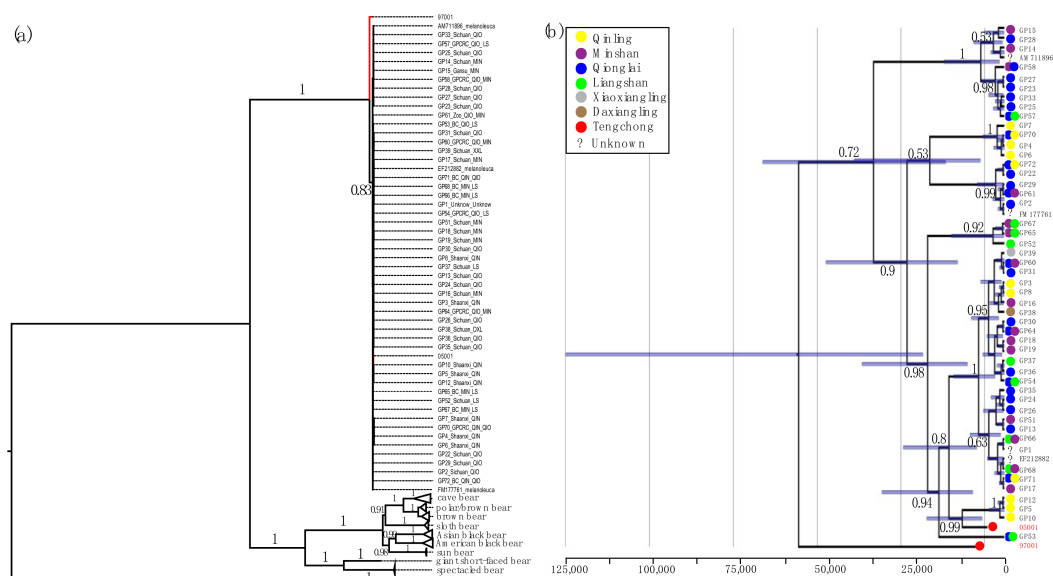 (a)
97001
AM711896_melanoleuca
GP33_Sichuan_QIO
GP57_GPCRC_QIO_LS
GP25_Sichuan_QIO
GP14_Sichuan_MIN
GP15_Gansu_MIN
GP58_GPCRC_QIO_MIN
GP28_Sichuan_QIO
GP27_Sichuan_QIO
GP23_Sichuan_QIO
GP61_Zoo_QIO_MIN
GP53_BC_QIO_LS
GP31_Sichuan_QIO
GP60_GPCRC_QIO_MIN
GP39_Sichuan_XXL
GP17_Sichuan_MIN
EF212882_melanoleuca
GP71_BC_QIN_QIO
GP68_BC_MIN_LS
GP66_BC_MIN_LS
GP1_Unknow_Unknow
GP54_GPCRC_QIO_LS
GP51_Sichuan_MIN
GP18_Sichuan_MIN
GP19_Sichuan_MIN
GP30_Sichuan_QIO
GP8_Shaanxi_QIN
GP37_Sichuan_LS
GP13_Sichuan_QIO
GP24_Sichuan_QIO
GP16_Sichuan_MIN
GP3_Shaanxi_QIN
GP64_GPCRC_QIO_MIN
GP26_Sichuan_QIO
GP38_Sichuan_DXL
GP36_Sichuan_QIO
GP35_Sichuan_QIO
05001
GP10_Shaanxi_QIN
GP5_Shaanxi_QIN
GP12_Shaanxi_QIN
GP65_BC_MIN_LS
GP52_Sichuan_LS
GP67_BC_MIN_LS
GP7_Shaanxi_QIN
GP70_GPCRC_QIN_QIO
GP4_Shaanxi_QIN
GP6_Shaanxi_QIN
GP22_Sichuan_QIO
GP29_Sichuan_QIO
GP2_Sichuan_QIO
GP72_BC_QIN_QIO
FM177761_melanoleuca
cave bear
polar/brown bear
brown bear
sloth bear
Asian black bear
American black bear
sun bear
giant short-faced bear
spectacled bear
1
0.83
1
1
1
0.91
1
1
1
0.99
1
0.98
1
1
1
(b)
Qinling
Minshan
Qionglai
Liangshan
Xiaoxiangling
Daxiangling
Tengchong
? Unknown
GP15
GP28
GP14
? AM711896
GP58
GP27
GP23
GP33
GP25
GP57
GP7
GP70
GP4
GP6
GP72
GP22
GP29
GP61
GP2
? FM177761
GP67
GP65
GP52
GP39
GP60
GP31
GP3
GP8
GP16
GP38
GP30
GP64
GP18
GP19
GP37
GP36
GP54
GP35
GP24
GP26
GP51
GP13
GP66
? GP1
? EF212882
GP68
GP71
GP17
GP12
GP5
GP10
05001
GP53
97001
0.53
1
0.98
1
0.72
0.53
0.99
0.92
0.9
0.95
0.98
1
0.8
0.63
0.94
1
0.99
125,000
100,000
75,000
50,000
25,000
0